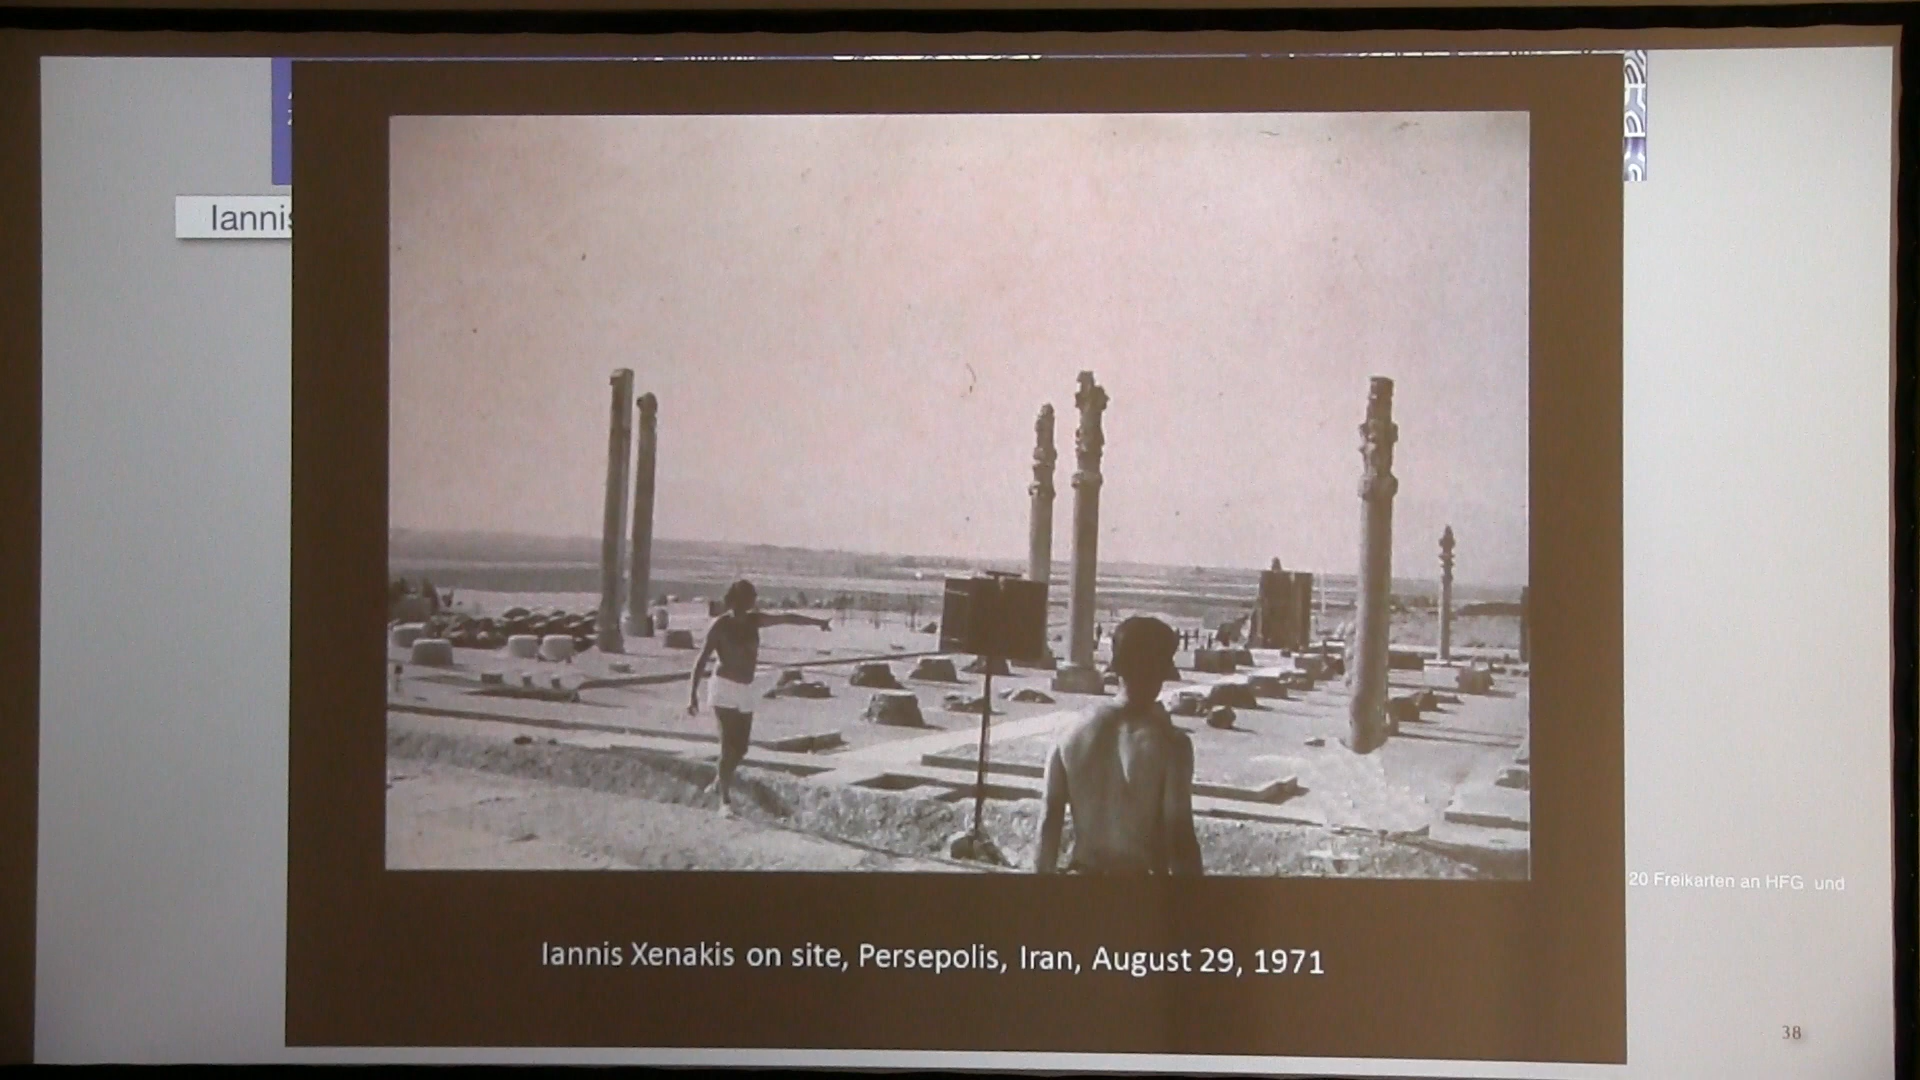 Iannis
Iannis Xenakis on site, Persepolis, Iran, August 29, 1971
20 Freikarten an HFG und
38